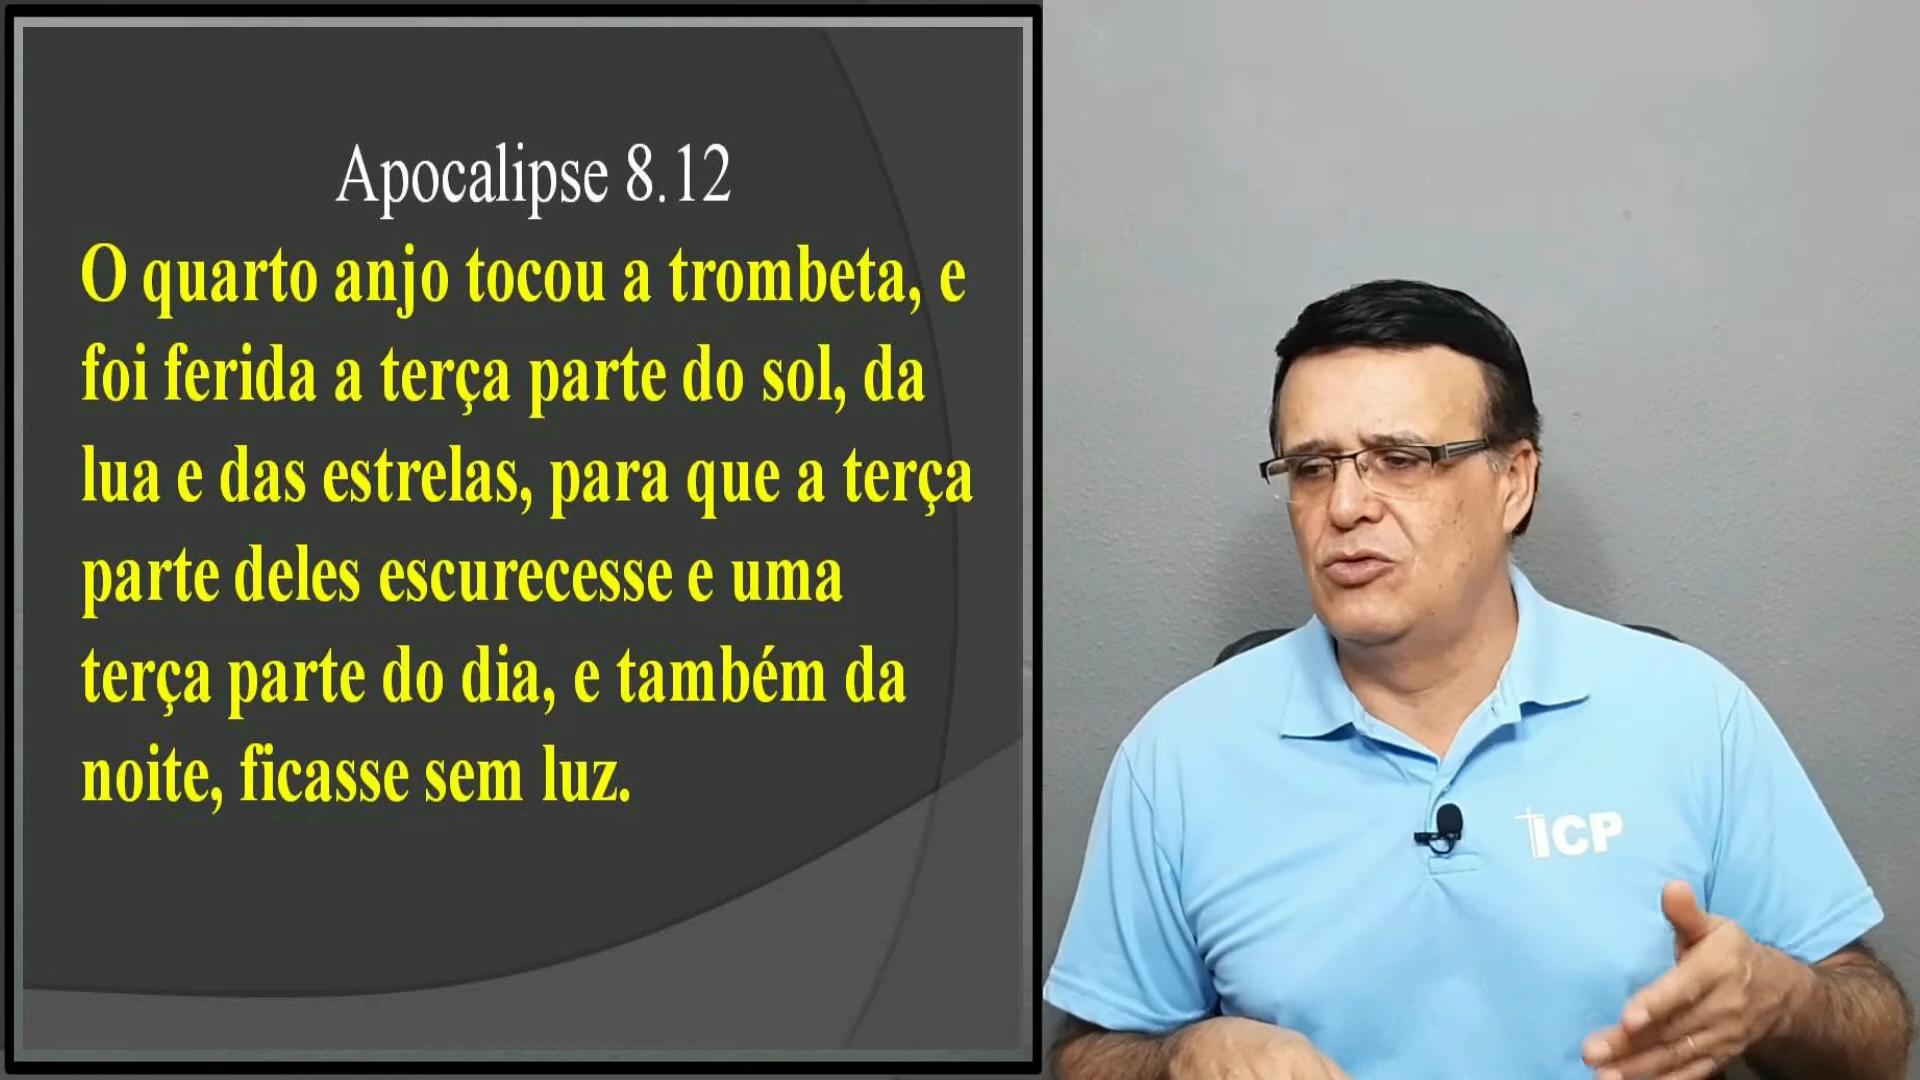 Apocalipse 8.12
O quarto anjo tocou a trombeta, e
foi ferida a terça parte do sol, da
lua e das estrelas, para que a terça
parte deles escurecesse e uma
terça parte do dia, e também da
noite, ficasse sem luz.
ICP